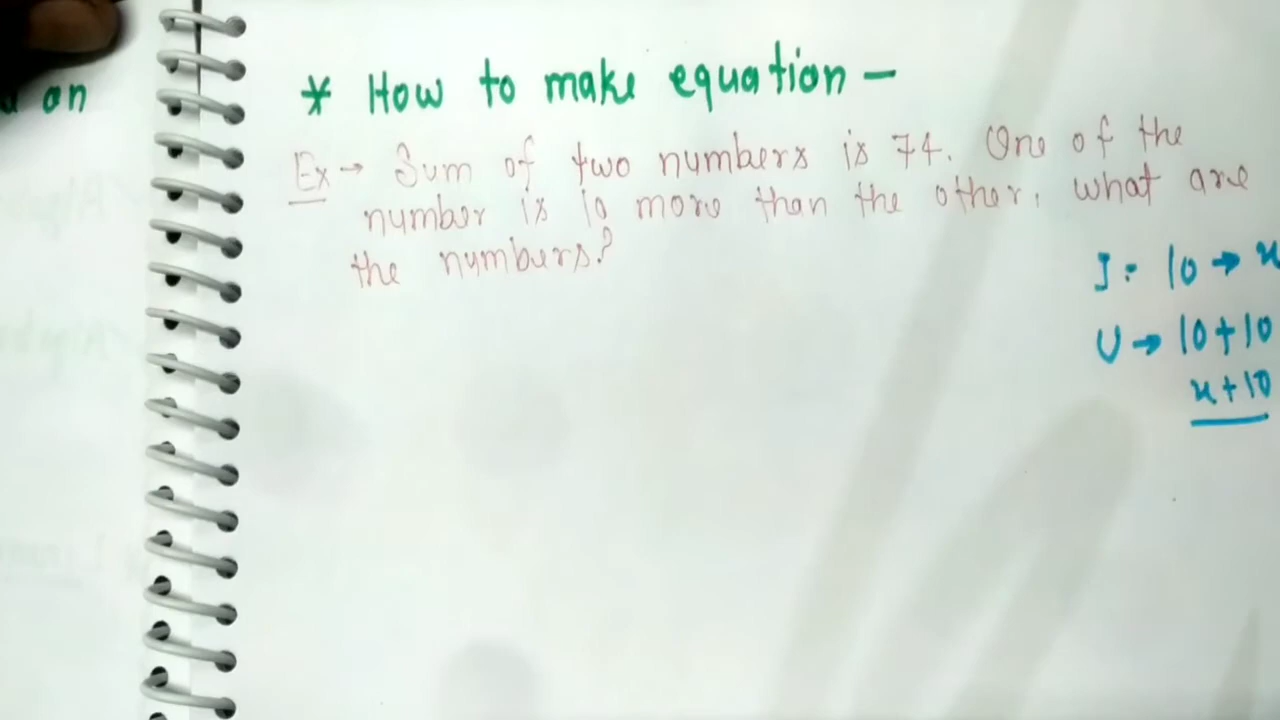 on
* How to make equation -
Ex → Sum of two numbers is 74. One of the
number is 10 more than the other. what are
the numbers?
I : 10 → x
U → 10+10
x+10